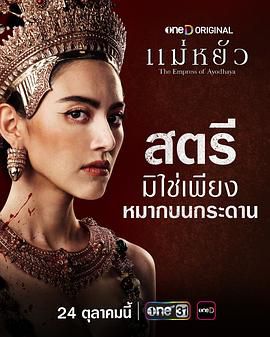 oneD ORIGINAL
แม่หยัว
The Empress of Ayodhaya
สตรี
มิใช่เพียง
หมากบนกระดาน
24 ตุลาคมนี้
one 31
oneD